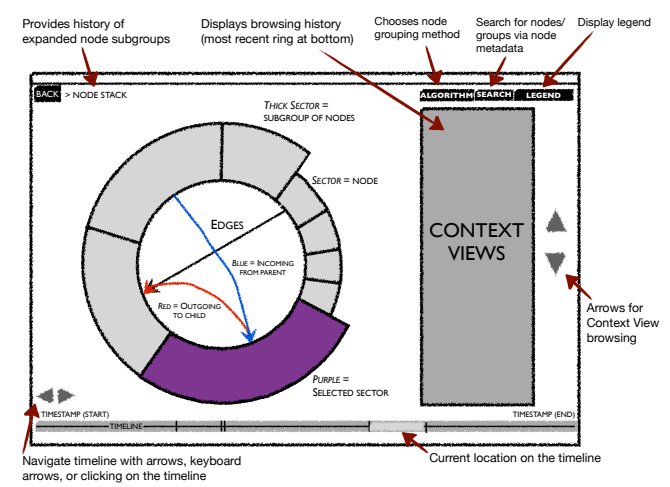 Provides history of
expanded node subgroups
Displays browsing history
(most recent ring at bottom)
Chooses node
grouping method
Search for nodes/
groups via node
metadata
Display legend
BACK > NODE STACK
ALGORITHM SEARCH LEGEND
THICK SECTOR =
SUBGROUP OF NODES
SECTOR = NODE
EDGES
BLUE = INCOMING
FROM PARENT
RED = OUTGOING
TO CHILD
CONTEXT
VIEWS
Arrows for
Context View
browsing
PURPLE =
SELECTED SECTOR
TIMESTAMP (START)
TIMESTAMP (END)
TIMELINE
Navigate timeline with arrows, keyboard
arrows, or clicking on the timeline
Current location on the timeline